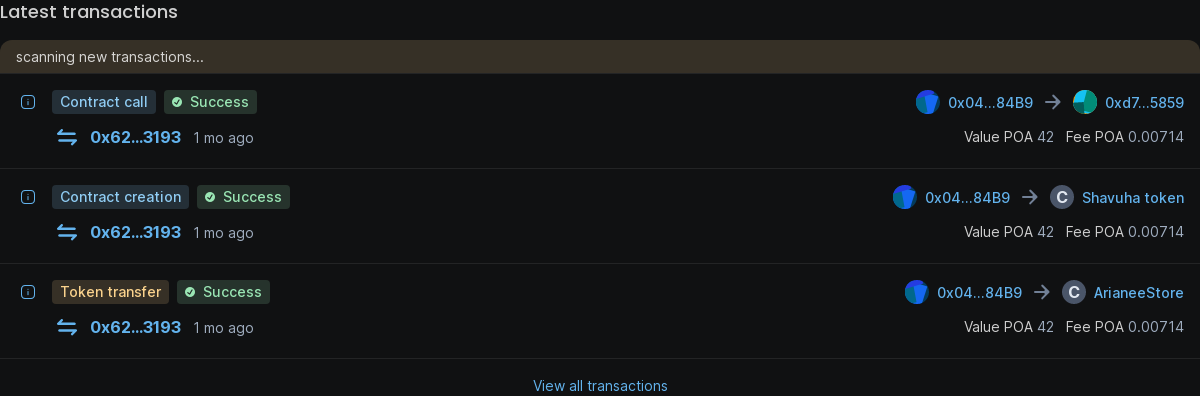 Latest transactions
scanning new transactions...
Contract call Success 0x04...84B9 → 0xd7...5859
0x62...3193 1 mo ago Value POA 42 Fee POA 0.00714
Contract creation Success 0x04...84B9 → C Shavuha token
0x62...3193 1 mo ago Value POA 42 Fee POA 0.00714
Token transfer Success 0x04...84B9 → C ArianeeStore
0x62...3193 1 mo ago Value POA 42 Fee POA 0.00714
View all transactions